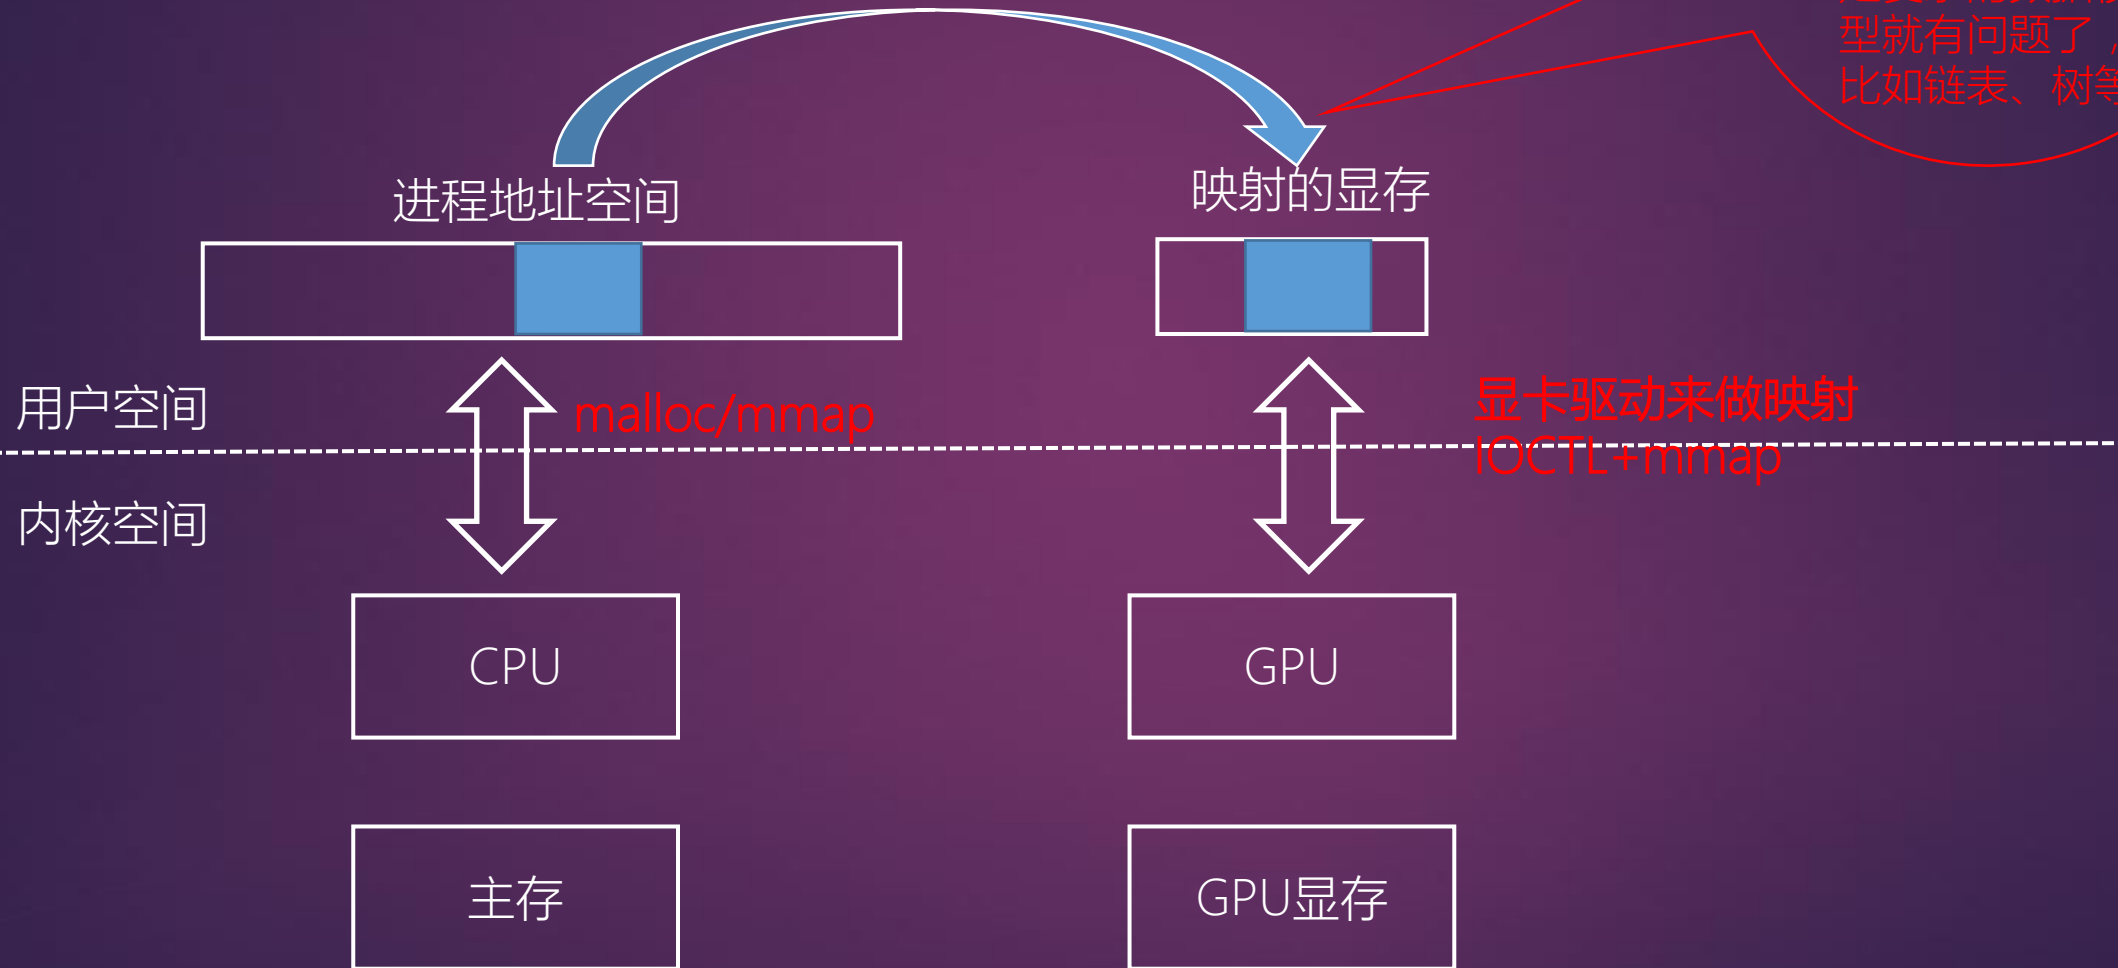 型就有问题了，
比如链表、树等
进程地址空间
映射的显存
用户空间
malloc/mmap
显卡驱动来做映射
IOCTL+mmap
内核空间
CPU
GPU
主存
GPU显存